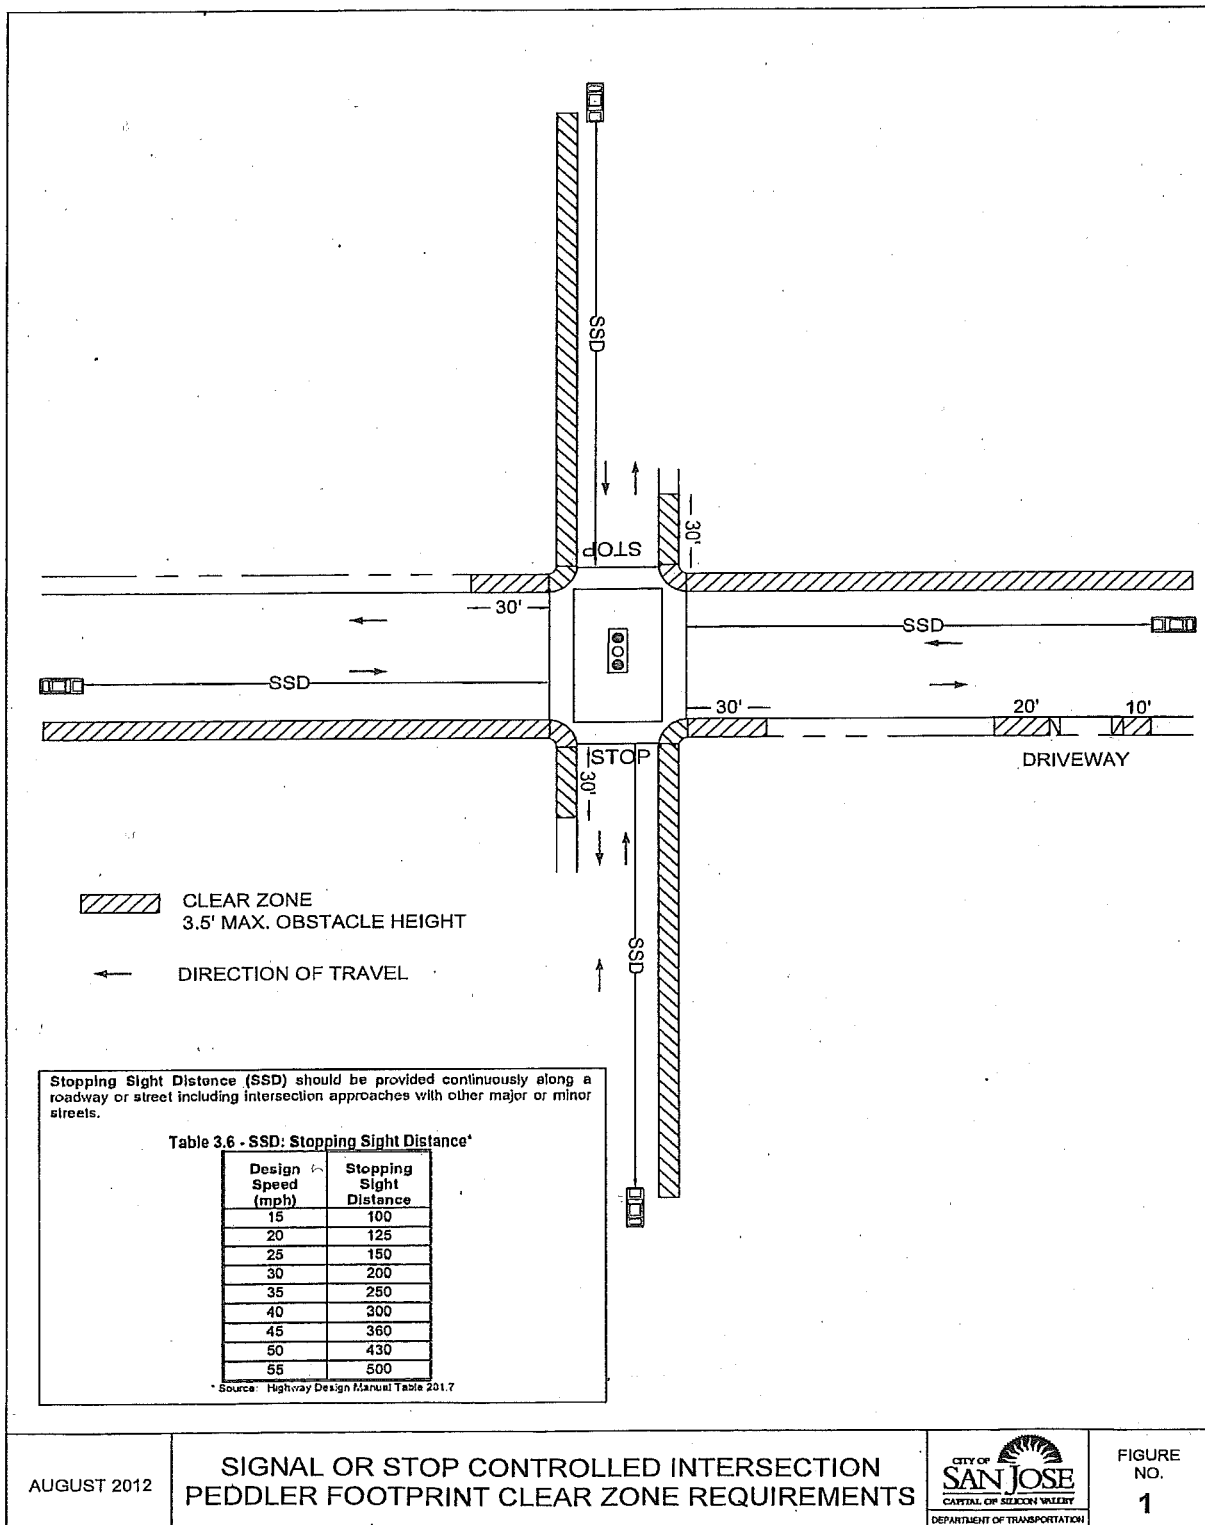 SSD
30'
STOP
30'
SSD
SSD
30'
20'
10'
STOP
DRIVEWAY
30'
CLEAR ZONE
3.5' MAX. OBSTACLE HEIGHT
SSD
DIRECTION OF TRAVEL
Stopping Sight Distance (SSD) should be provided continuously along a
roadway or street including intersection approaches with other major or minor
streets.
Table 3.6 - SSD: Stopping Sight Distance*
Design Speed (mph) Stopping Sight Distance
15 100
20 125
25 150
30 200
35 250
40 300
45 360
50 430
55 500
* Source: Highway Design Manual Table 201.7
AUGUST 2012
SIGNAL OR STOP CONTROLLED INTERSECTION
PEDDLER FOOTPRINT CLEAR ZONE REQUIREMENTS
CITY OF
SAN JOSE
CAPITAL OF SILICON VALLEY
DEPARTMENT OF TRANSPORTATION
FIGURE
NO.
1